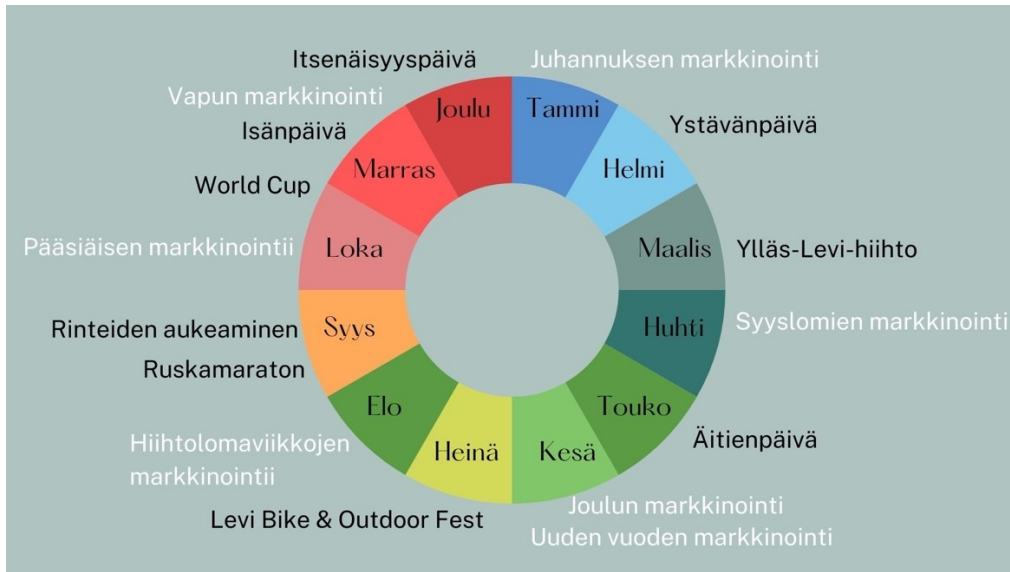 Itsenäisyyspäivä
Juhannuksen markkinointi
Vapun markkinointi
Joulu
Tammi
Isänpäivä
Ystävänpäivä
Marras
Helmi
World Cup
Pääsiäisen markkinointii
Loka
Maalis
Ylläs-Levi-hiihto
Rinteiden aukeaminen
Syys
Huhti
Syyslomien markkinointi
Ruskamaraton
Elo
Touko
Hiihtolomaviikkojen
markkinointii
Heinä
Kesä
Äitienpäivä
Levi Bike & Outdoor Fest
Joulun markkinointi
Uuden vuoden markkinointi